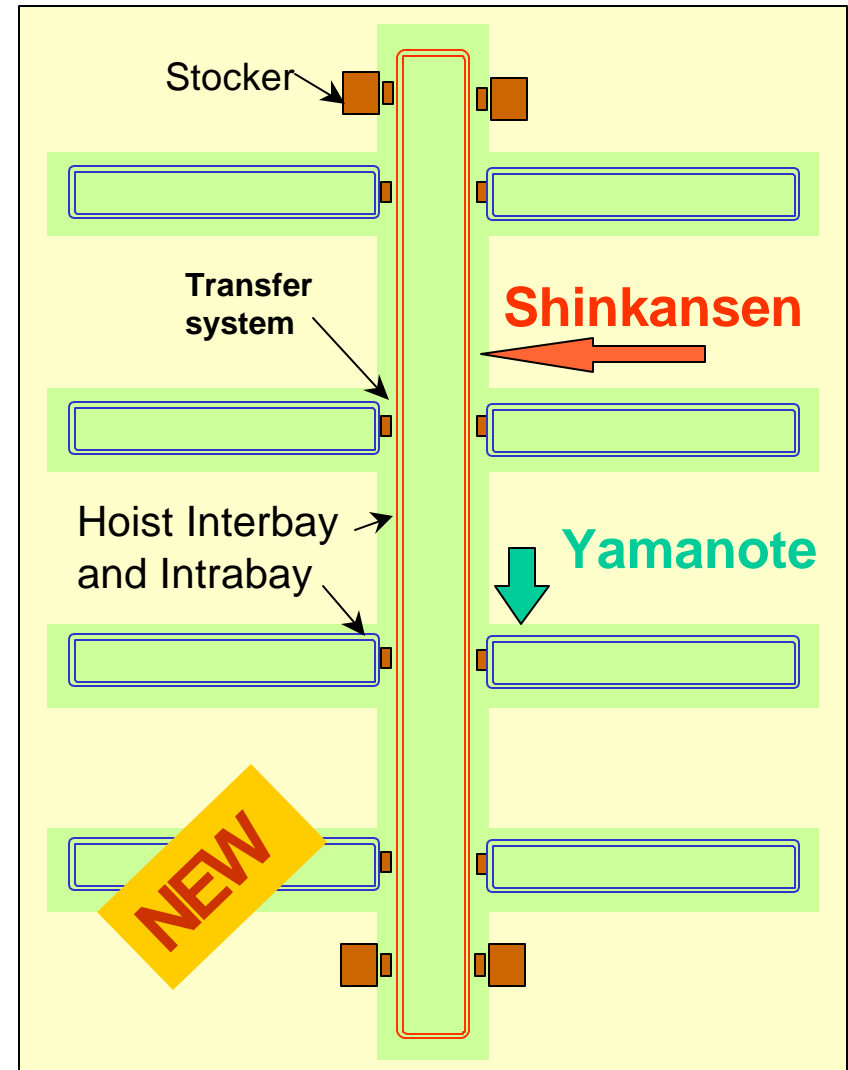 Stocker
Transfer
system
Shinkansen
Hoist Interbay
and Intrabay
Yamanote
NEW